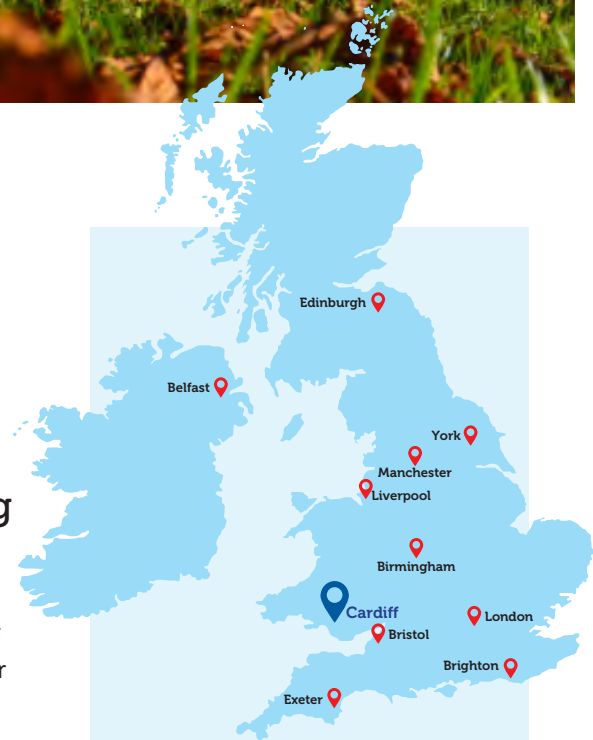 Edinburgh
Belfast
York
Manchester
Liverpool
g
Birmingham
Cardiff
London
r
Bristol
Brighton
Exeter